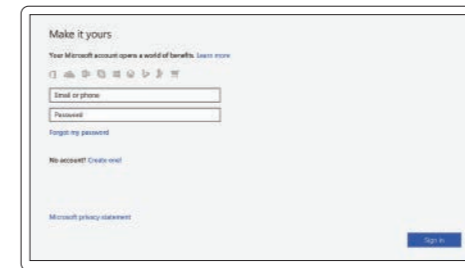 Make it yours
Your Microsoft account opens a world of benefits. Learn more
Email or phone
Password
Forgot my password
No account? Create one!
Microsoft privacy statement
Sign in